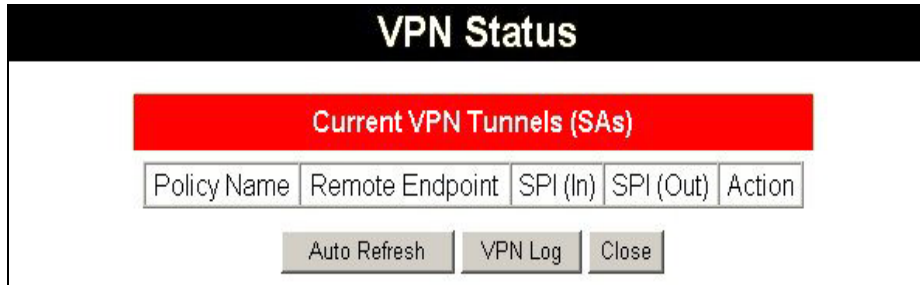 VPN Status
Current VPN Tunnels (SAs)
Policy Name Remote Endpoint SPI (In) SPI (Out) Action
Auto Refresh VPN Log Close